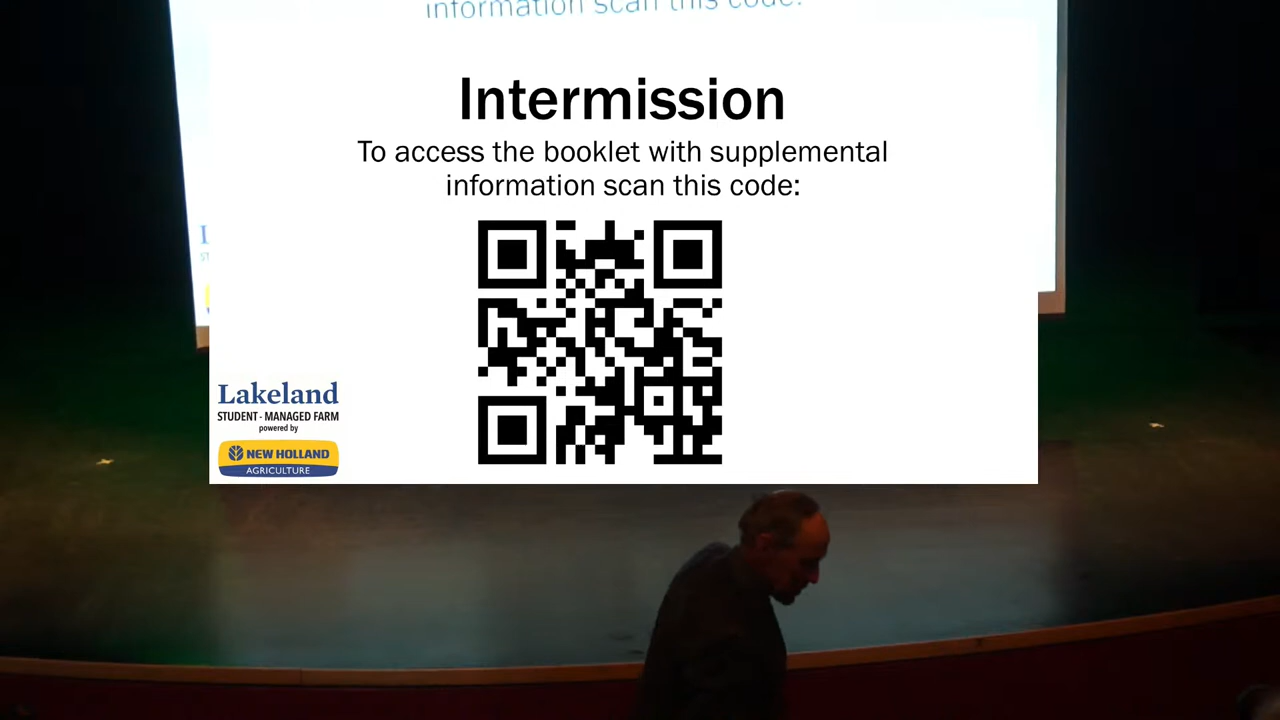 information scan this code:
Intermission
To access the booklet with supplemental
information scan this code:
Lakeland
STUDENT - MANAGED FARM
powered by
NEW HOLLAND
AGRICULTURE